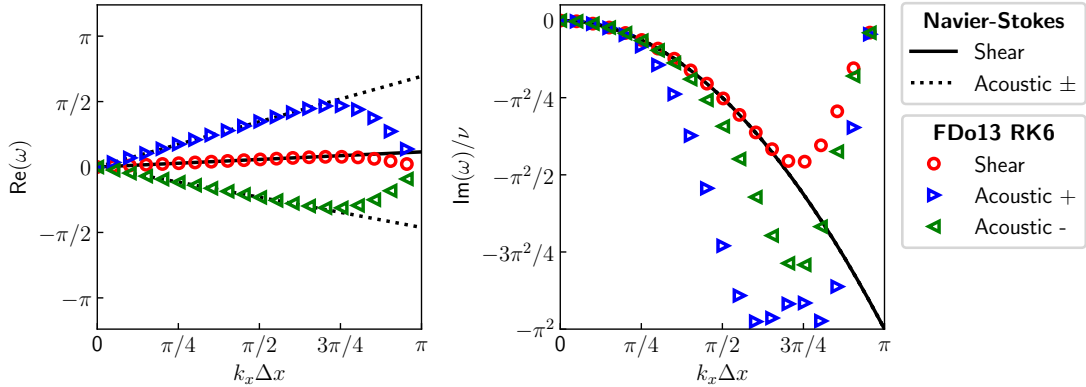 π
π/2
0
−π/2
−π
Re(ω)
0
π/4
π/2
3π/4
π
k_xΔx
0
−π²/4
−π²/2
−3π²/4
−π²
Im(ω)/ν
0
π/4
π/2
3π/4
π
k_xΔx
Navier-Stokes
Shear
Acoustic ±
FDo13 RK6
Shear
Acoustic +
Acoustic -